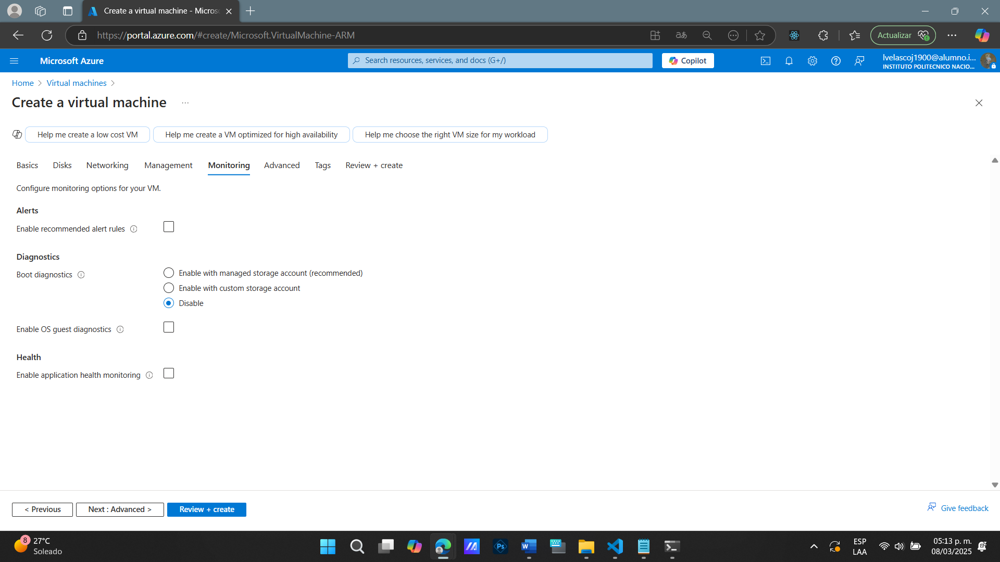 Create a virtual machine - Micros
https://portal.azure.com/#create/Microsoft.VirtualMachine-ARM
Actualizar
Microsoft Azure
Search resources, services, and docs (G+/)
Copilot
lvelascoj1900@alumno.i...
INSTITUTO POLITECNICO NACIO...
Home
Virtual machines
Create a virtual machine
...
Help me create a low cost VM
Help me create a VM optimized for high availability
Help me choose the right VM size for my workload
Basics
Disks
Networking
Management
Monitoring
Advanced
Tags
Review + create
Configure monitoring options for your VM.
Alerts
Enable recommended alert rules
Diagnostics
Boot diagnostics
Enable with managed storage account (recommended)
Enable with custom storage account
Disable
Enable OS guest diagnostics
Health
Enable application health monitoring
< Previous
Next : Advanced >
Review + create
Give feedback
8
27°C
Soleado
ESP
LAA
05:13 p. m.
08/03/2025